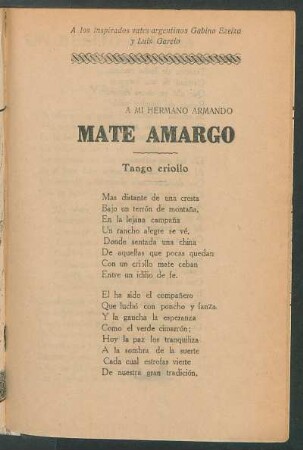 A los inspirados vates argentinos Gabino Ezeiza
y Luis García
A MI HERMANO ARMANDO
MATE AMARGO
Tango criollo
Mas distante de una cresta
Bajo un terrón de montaña,
En la lejana campaña
Un rancho alegre se vé,
Donde sentada una china
De aquellas que pocas quedan
Con un criollo mate ceban
Entre un idilio de fe.
El ha sido el compañero
Que luchó con poncho y lanza.
Y la gaucha la esperanza
Como el verde cimarrón;
Hoy la paz los tranquiliza
A la sombra de la suerte
Cada cual estrofas vierte
De nuestra gran tradición.